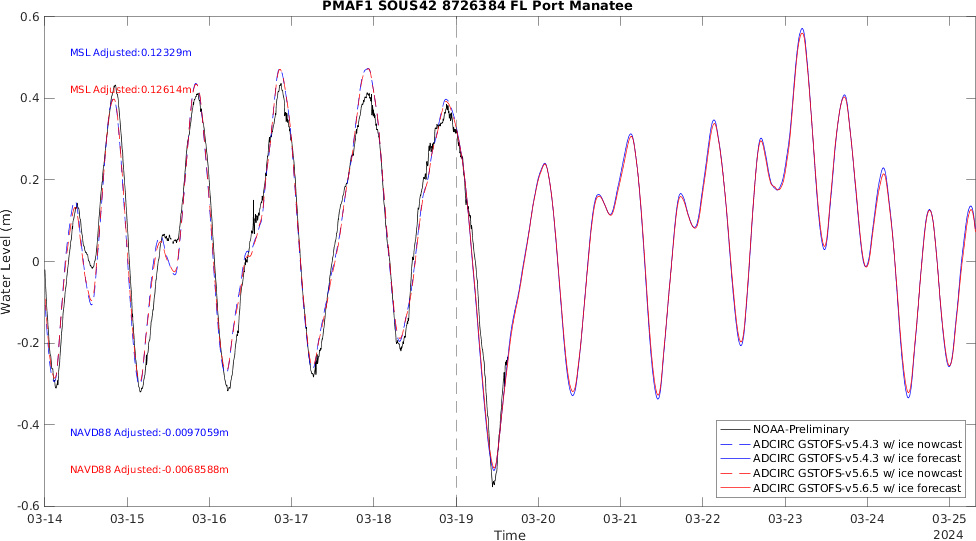 PMAF1 SOUS42 8726384 FL Port Manatee
0.6
MSL Adjusted:0.12329m
MSL Adjusted:0.12614m
0.4
0.2
0
-0.2
-0.4
-0.6
Water Level (m)
NAVD88 Adjusted:-0.0097059m
NAVD88 Adjusted:-0.0068588m
NOAA-Preliminary
ADCIRC GSTOFS-v5.4.3 w/ ice nowcast
ADCIRC GSTOFS-v5.4.3 w/ ice forecast
ADCIRC GSTOFS-v5.6.5 w/ ice nowcast
ADCIRC GSTOFS-v5.6.5 w/ ice forecast
03-14 03-15 03-16 03-17 03-18 03-19 03-20 03-21 03-22 03-23 03-24 03-25
Time
2024